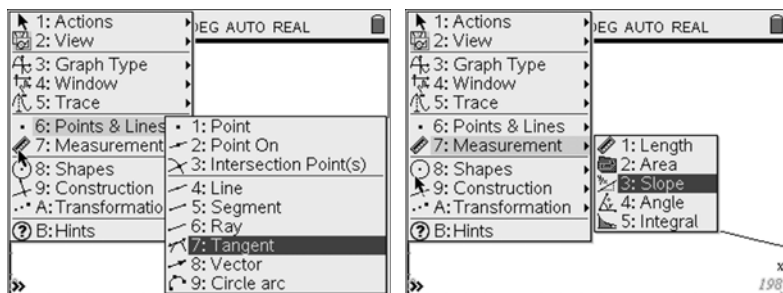 1: Actions
2: View
3: Graph Type
4: Window
5: Trace
6: Points & Lines
7: Measurement
8: Shapes
9: Construction
A: Transformatio
B: Hints
DEG AUTO REAL
1: Point
2: Point On
3: Intersection Point(s)
4: Line
5: Segment
6: Ray
7: Tangent
8: Vector
9: Circle arc
»
1: Actions
2: View
3: Graph Type
4: Window
5: Trace
6: Points & Lines
7: Measurement
8: Shapes
9: Construction
A: Transformation
B: Hints
DEG AUTO REAL
1: Length
2: Area
3: Slope
4: Angle
5: Integral
x
198
»